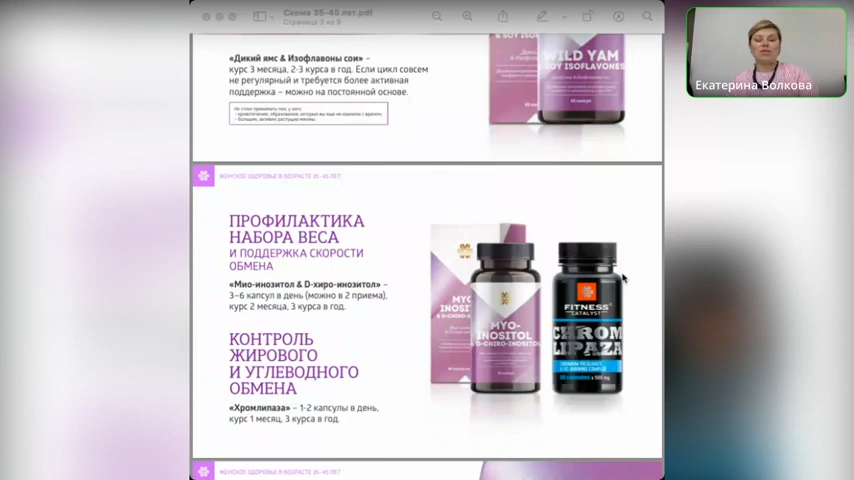 Схема 35-45 лет.pdf
Страница 3 из 9
«Дикий ямс & Изофлавоны сои» –
курс 3 месяца, 2-3 курса в год. Если цикл совсем
не регулярный и требуется более активная
поддержка – можно на постоянной основе.
WILD YAM
SOY ISOFLAVONES
Екатерина Волкова
ЖЕНСКОЕ ЗДОРОВЬЕ В ВОЗРАСТЕ 35-45 ЛЕТ
ПРОФИЛАКТИКА
НАБОРА ВЕСА
И ПОДДЕРЖКА СКОРОСТИ
ОБМЕНА
«Мио-инозитол & D-хиро-инозитол» –
3–6 капсул в день (можно в 2 приема),
курс 2 месяца, 3 курса в год.
КОНТРОЛЬ
ЖИРОВОГО
И УГЛЕВОДНОГО
ОБМЕНА
«Хромлипаза» – 1-2 капсулы в день,
курс 1 месяц, 3 курса в год.
MYO-
INOSITOL
& D-CHIRO-INOSITOL
FITNESS
CATALYST
CHROM
LIPAZA
ЖЕНСКОЕ ЗДОРОВЬЕ В ВОЗРАСТЕ 35-45 ЛЕТ